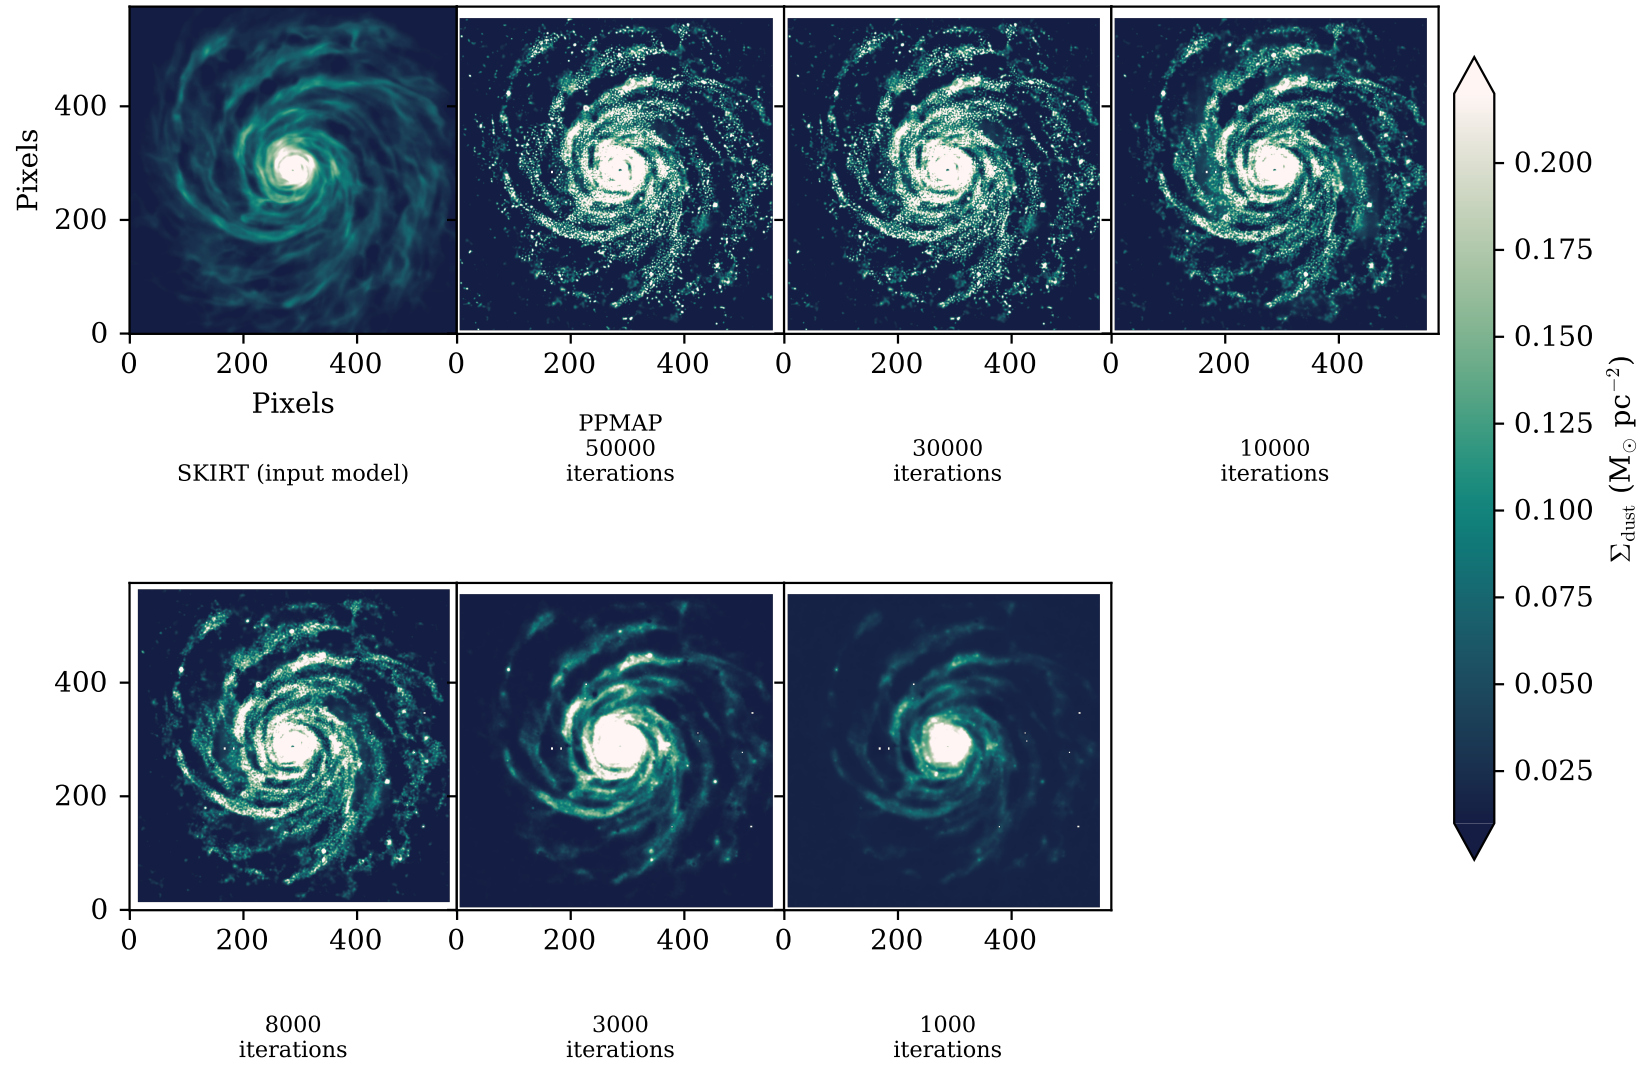 Pixels
400
200
0
0 200 400 0 200 400 0 200 400 0 200 400
Pixels
SKIRT (input model)
PPMAP
50000
iterations
30000
iterations
10000
iterations
0.200
0.175
0.150
0.125
0.100
0.075
0.050
0.025
Σdust (M☉ pc⁻²)
400
200
0
0 200 400 0 200 400 0 200 400
8000
iterations
3000
iterations
1000
iterations